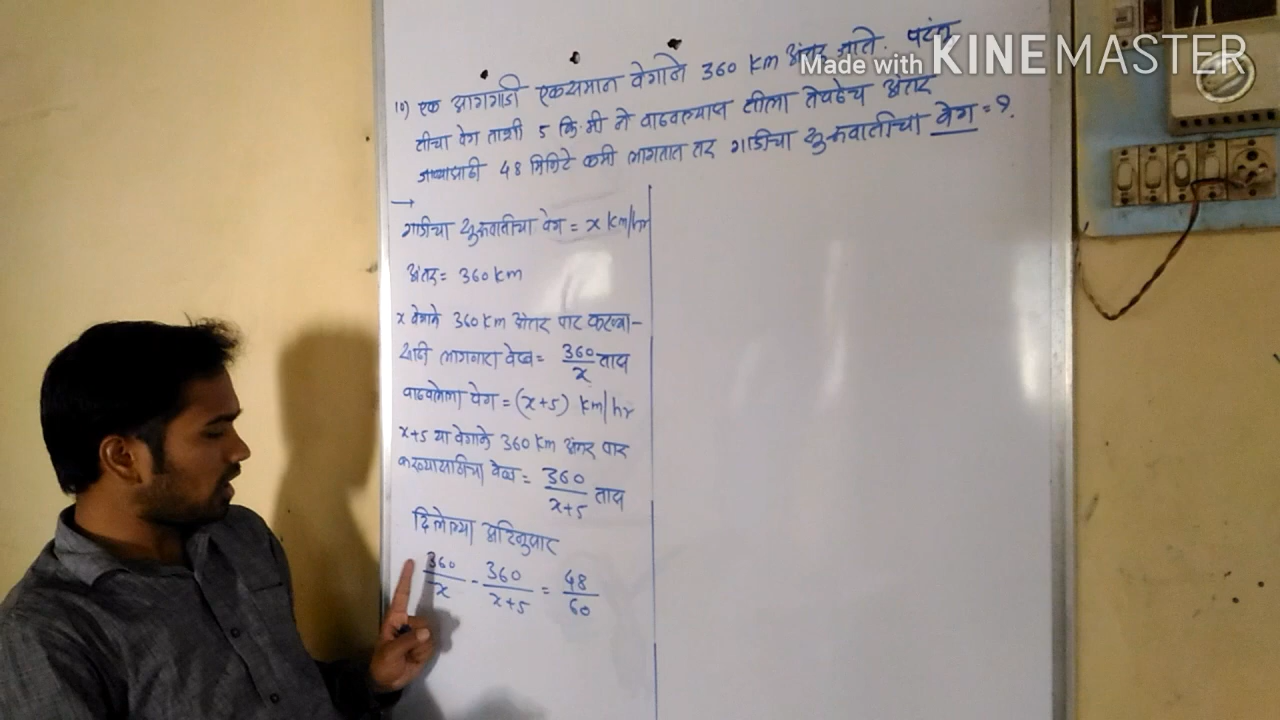 Made with KINEMASTER
१०) एक आगगाडी एकसमान वेगाने 360 km अंतर जाते. परंतु
तीचा वेग ताशी 5 कि.मी ने वाढवल्यास तीला तेवढेच अंतर
जाण्यासाठी 48 मिनिटे कमी लागतात तर गाडीचा सुरुवातीचा वेग = ?
→
गाडीचा सुरुवातीचा वेग = x km/hr
अंतर = 360 km
x वेगाने 360 km अंतर पार करण्या-
साठी लागणारा वेळ = 360/x तास
वाढवलेला वेग = (x+5) km/hr
x+5 या वेगाने 360 km अंतर पार
करण्यासाठीचा वेळ = 360/x+5 तास
दिलेल्या अटीनुसार
360/x - 360/x+5 = 48/60